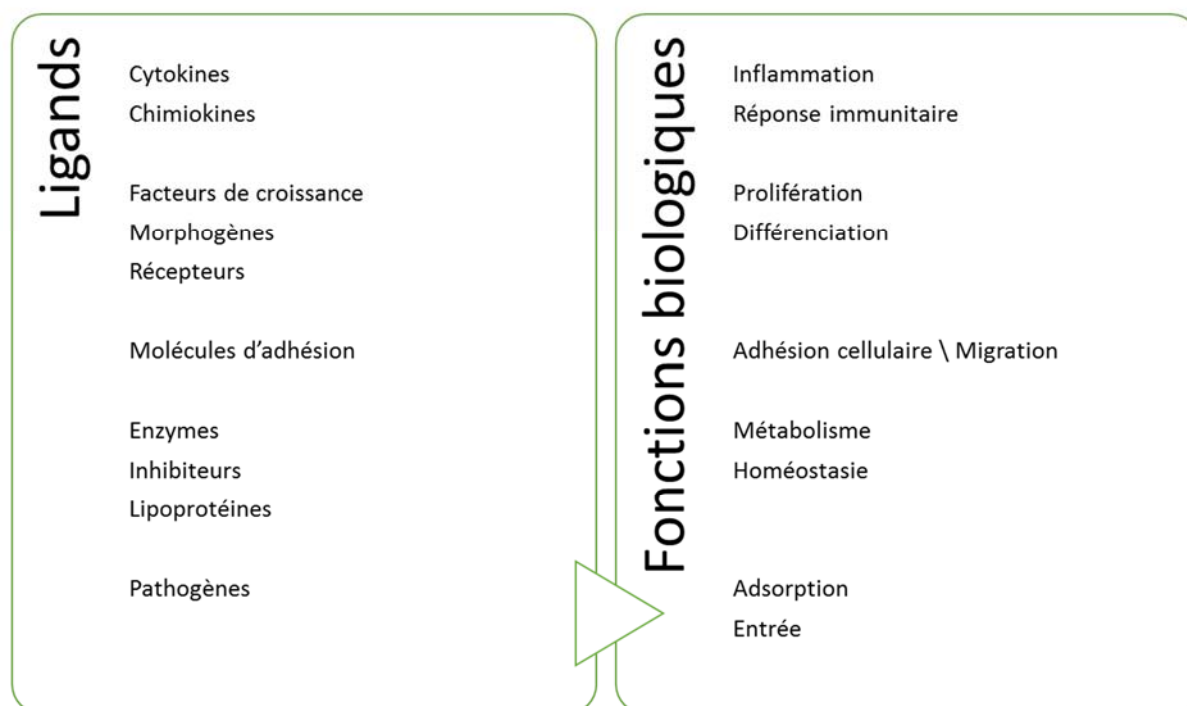 Ligands
Cytokines
Chimiokines
Facteurs de croissance
Morphogènes
Récepteurs
Molécules d’adhésion
Enzymes
Inhibiteurs
Lipoprotéines
Pathogènes
Fonctions biologiques
Inflammation
Réponse immunitaire
Prolifération
Différenciation
Adhésion cellulaire \ Migration
Métabolisme
Homéostasie
Adsorption
Entrée